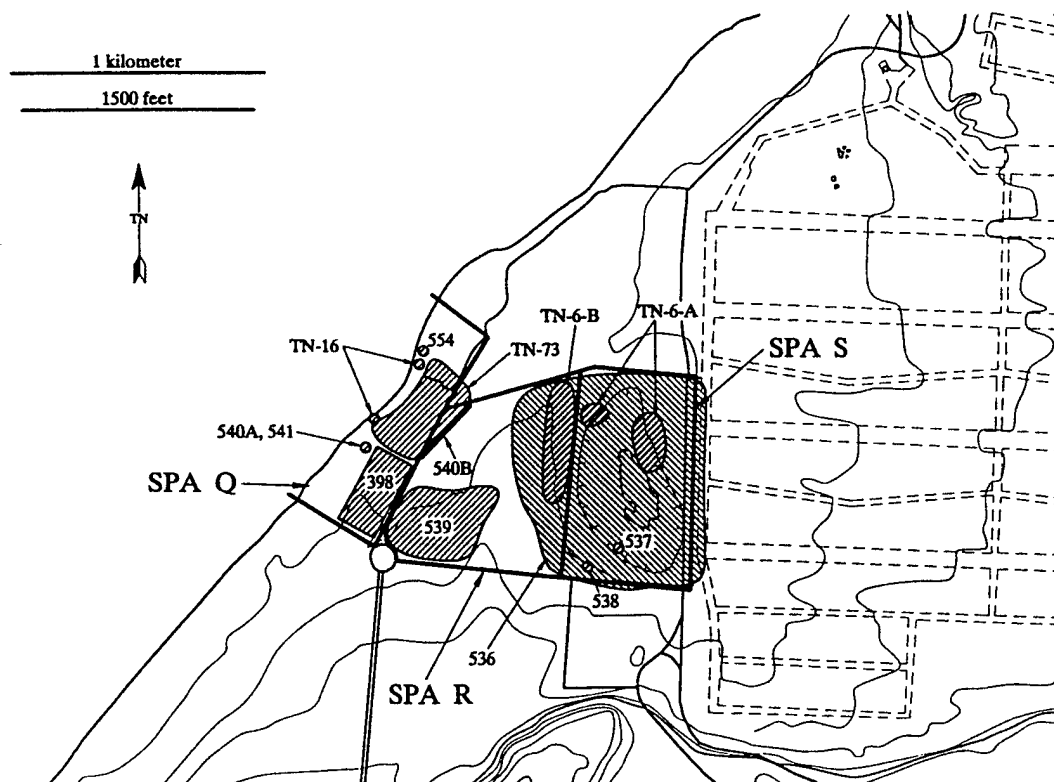 1 kilometer
1500 feet
TN
TN-6-B
TN-6-A
TN-16
554
TN-73
SPA S
540A, 541
540B
SPA Q
398
539
537
538
536
SPA R